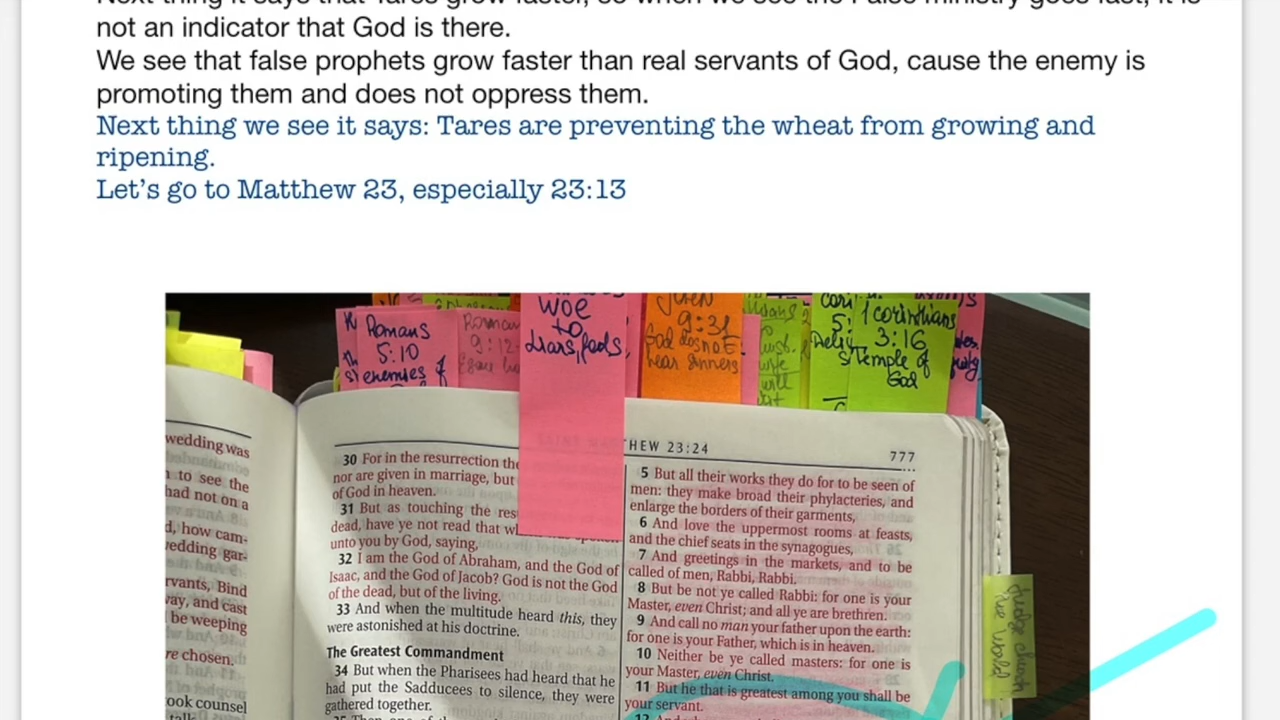 not an indicator that God is there.
We see that false prophets grow faster than real servants of God, cause the enemy is
promoting them and does not oppress them.
Next thing we see it says: Tares are preventing the wheat from growing and
ripening.
Let's go to Matthew 23, especially 23:13
woe
to
Romans
5:10
enemies of
9:31
God does not
hear sinners
1 corinthians
3:16
Temple of
God
wedding was
to see the
had not on a
d, how cam-
wedding gar-
rvants, Bind
way, and cast
be weeping
re chosen.
ook counsel
30 For in the resurrection the
nor are given in marriage, but
of God in heaven.
31 But as touching the res
dead, have ye not read that w
unto you by God, saying,
32 I am the God of Abraham, and the God of
Isaac, and the God of Jacob? God is not the God
of the dead, but of the living.
33 And when the multitude heard this, they
were astonished at his doctrine.
The Greatest Commandment
34 But when the Pharisees had heard that he
had put the Sadducees to silence, they were
gathered together.
HEW 23:24
777
5 But all their works they do for to be seen of
men: they make broad their phylacteries, and
enlarge the borders of their garments,
6 And love the uppermost rooms at feasts,
and the chief seats in the synagogues,
7 And greetings in the markets, and to be
called of men, Rabbi, Rabbi.
8 But be not ye called Rabbi: for one is your
Master, even Christ; and all ye are brethren.
9 And call no man your father upon the earth:
for one is your Father, which is in heaven.
10 Neither be ye called masters: for one is
your Master, even Christ.
11 But he that is greatest among you shall be
your servant.